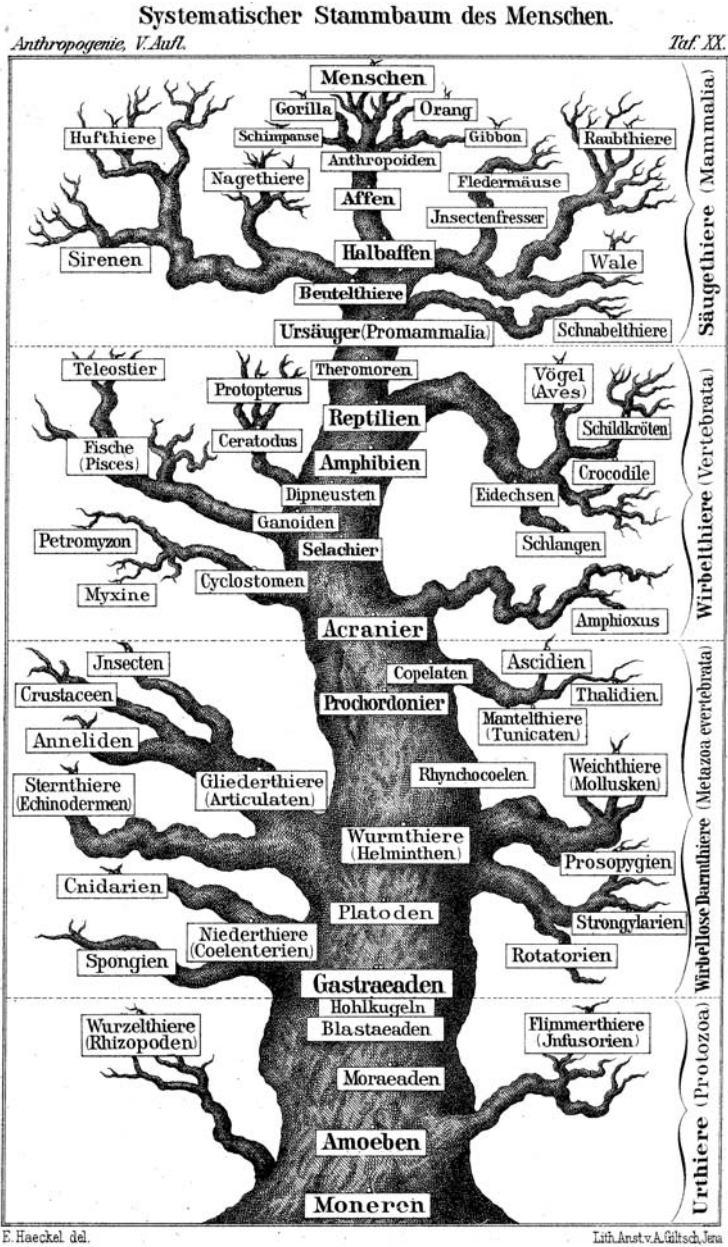 Systematischer Stammbaum des Menschen.
Anthropogenie, V. Aufl.
Taf. XX.
Menschen
Gorilla
Orang
Hufthiere
Schimpanse
Gibbon
Raubthiere
Anthropoiden
Nagethiere
Fledermäuse
Affen
Jnsectenfresser
Halbaffen
Sirenen
Wale
Beutelthiere
Ursäuger (Promammalia)
Schnabelthiere
Säugethiere (Mammalia)
Teleostier
Theromoren
Protopterus
Vögel
(Aves)
Reptilien
Schildkröten
Ceratodus
Fische
(Pisces)
Amphibien
Crocodile
Dipneusten
Eidechsen
Ganoiden
Petromyzon
Schlangen
Selachier
Cyclostomen
Myxine
Amphioxus
Acranier
Wirbelthiere (Vertebrata)
Jnsecten
Ascidien
Copelaten
Crustaceen
Thalidien
Prochordonier
Mantelthiere
(Tunicaten)
Anneliden
Weichthiere
(Mollusken)
Rhynchocoelen
Gliederthiere
(Articulaten)
Sternthiere
(Echinodermen)
Wurmthiere
(Helminthen)
Prosopygien
Cnidarien
Platoden
Strongylarien
Niederthiere
(Coelenterien)
Rotatorien
Spongien
Gastraeaden
Wirbellose Darmthiere (Metazoa evertebrata)
Hohlkugeln
Blastaeaden
Wurzelthiere
(Rhizopoden)
Flimmerthiere
(Jnfusorien)
Moraeaden
Amoeben
Moneren
Urthiere (Protozoa)
E. Haeckel del.
Lith. Anst. v. A. Giltsch, Jena